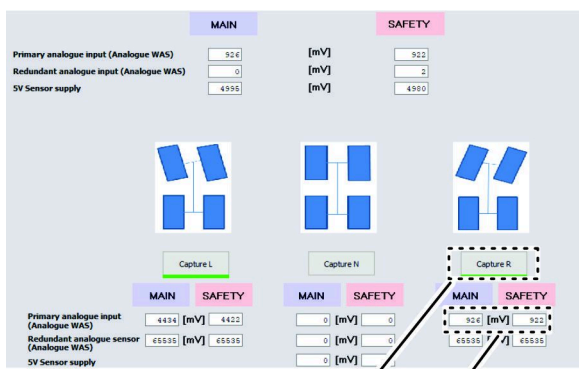 MAIN SAFETY
Primary analogue input (Analogue WAS) 926 [mV] 922
Redundant analogue input (Analogue WAS) 0 [mV] 2
5V Sensor supply 4995 [mV] 4980
Capture L Capture N Capture R
MAIN SAFETY MAIN SAFETY MAIN SAFETY
Primary analogue input
(Analogue WAS) 4434 [mV] 4422 0 [mV] 0 926 [mV] 922
Redundant analogue sensor
(Analogue WAS) 65535 [mV] 65535 0 [mV] 0 65535 V] 65535
5V Sensor supply 0 [mV] 0